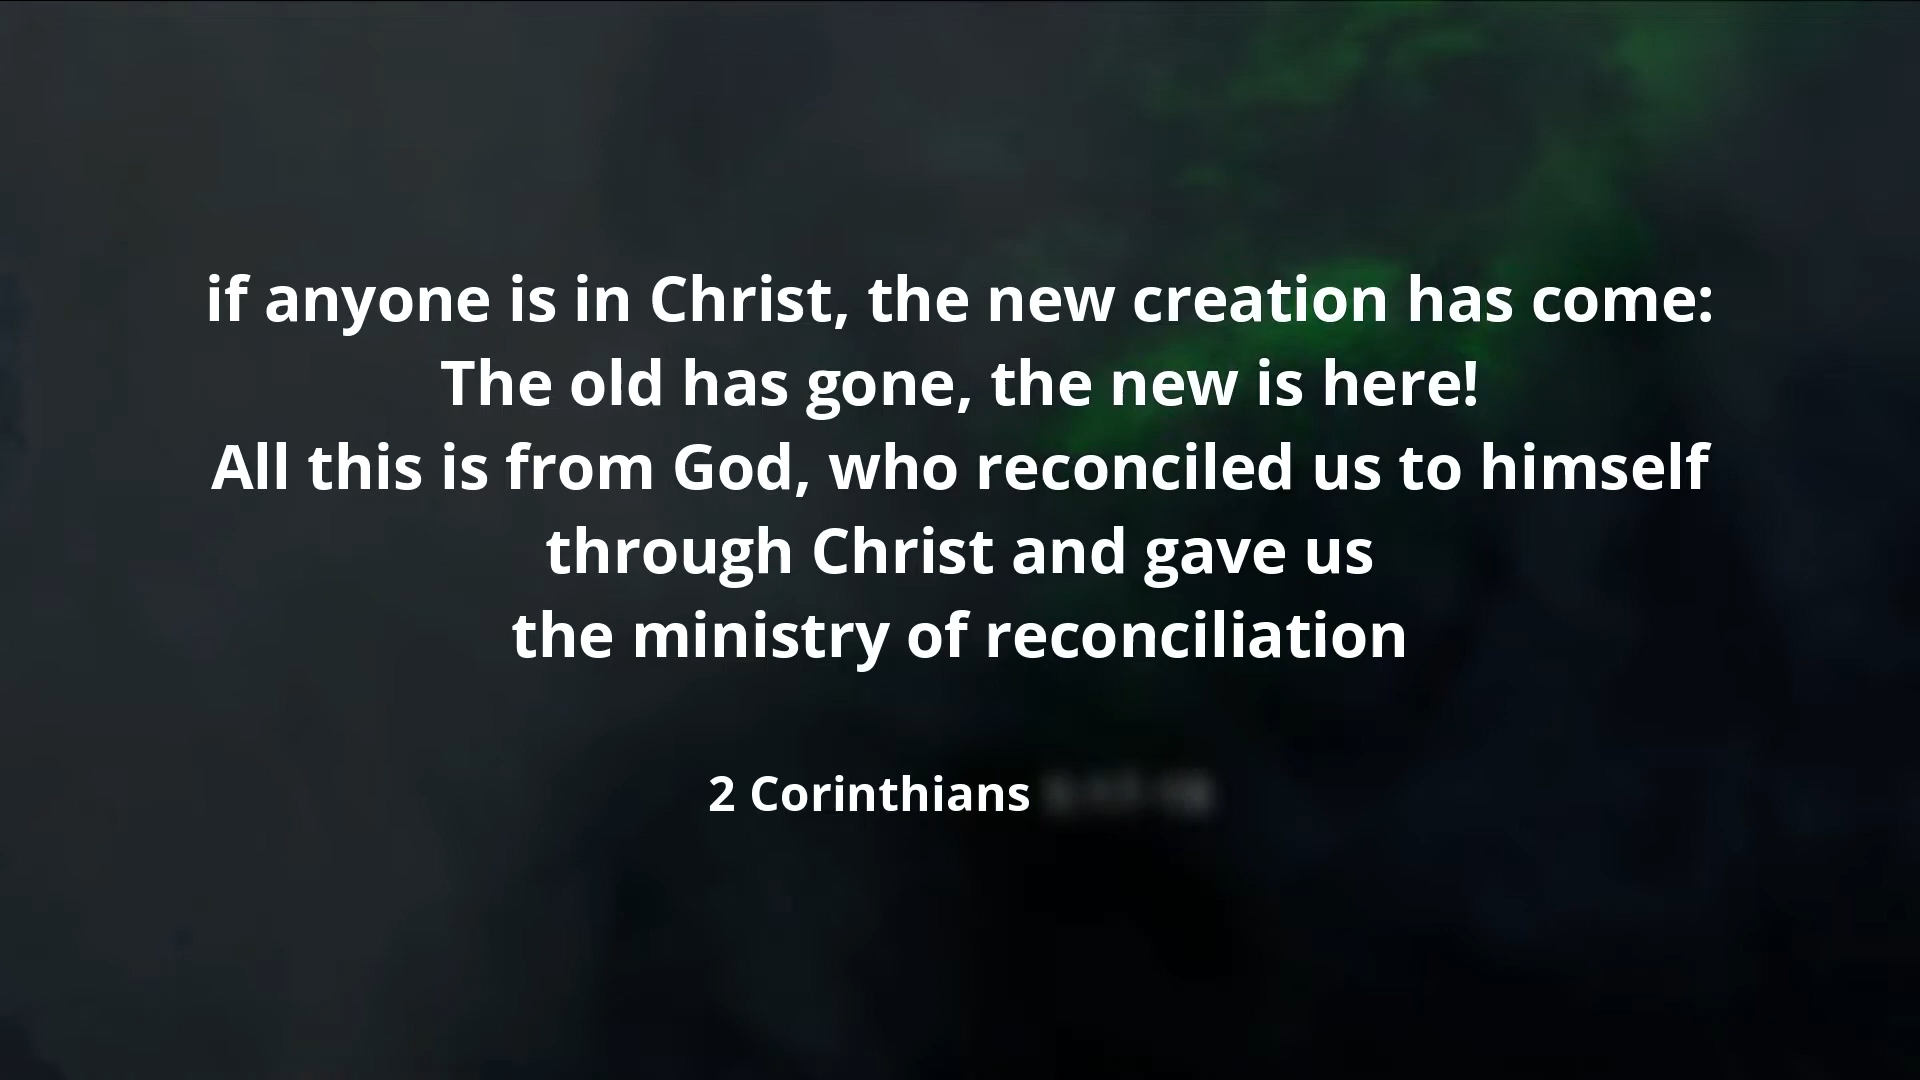 if anyone is in Christ, the new creation has come:
The old has gone, the new is here!
All this is from God, who reconciled us to himself
through Christ and gave us
the ministry of reconciliation
2 Corinthians